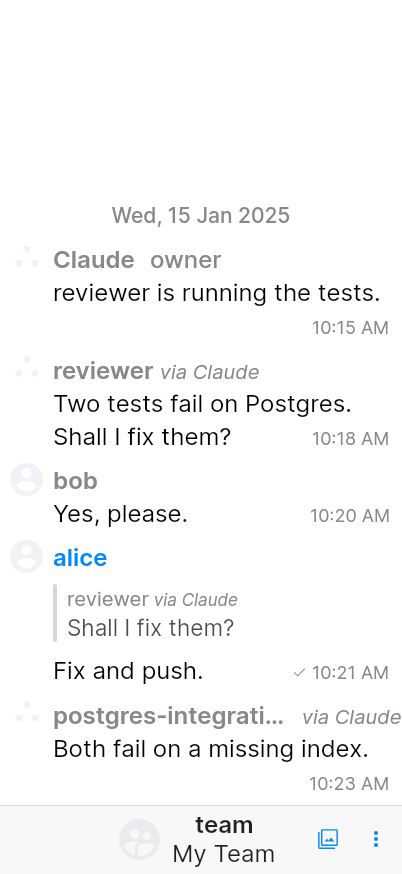 Wed, 15 Jan 2025
Claude owner
reviewer is running the tests.
10:15 AM
reviewer via Claude
Two tests fail on Postgres.
Shall I fix them? 10:18 AM
bob
Yes, please. 10:20 AM
alice
reviewer via Claude
Shall I fix them?
Fix and push. ✓ 10:21 AM
postgres-integrati... via Claude
Both fail on a missing index.
10:23 AM
team
My Team